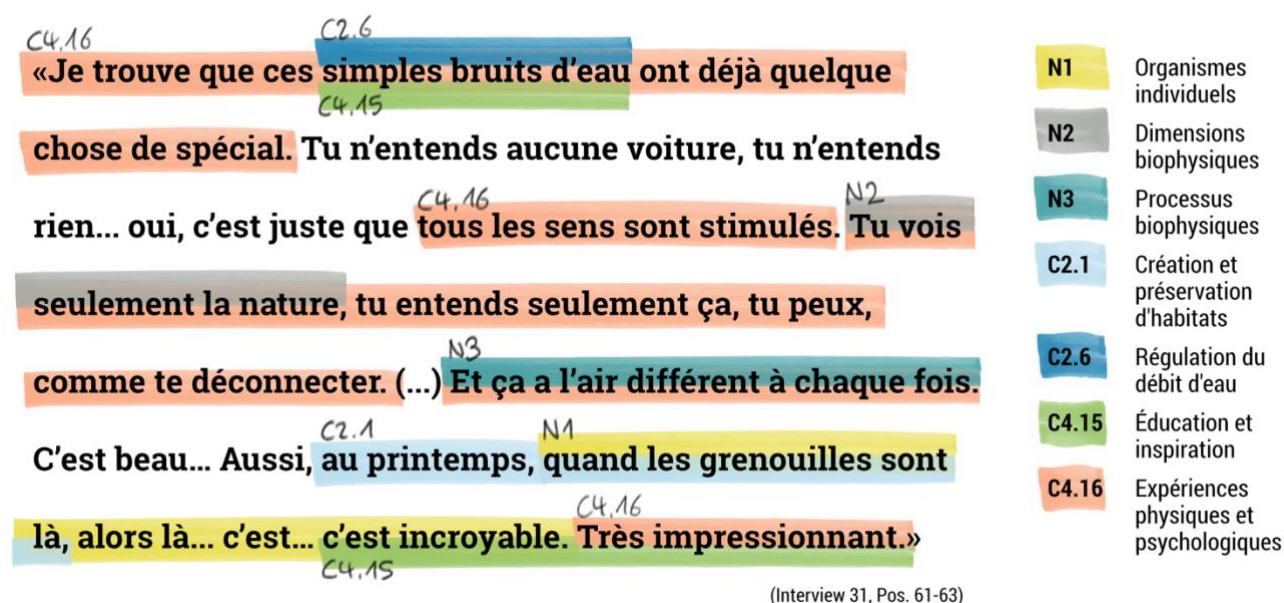 C4.16
C2.6
«Je trouve que ces simples bruits d'eau ont déjà quelque
C4.15
chose de spécial. Tu n'entends aucune voiture, tu n'entends
C4.16
N2
rien... oui, c'est juste que tous les sens sont stimulés. Tu vois
seulement la nature, tu entends seulement ça, tu peux,
N3
comme te déconnecter. (...) Et ça a l'air différent à chaque fois.
C2.1
N1
C'est beau... Aussi, au printemps, quand les grenouilles sont
C4.16
là, alors là... c'est... c'est incroyable. Très impressionnant.»
C4.15
(Interview 31, Pos. 61-63)
N1
Organismes
individuels
N2
Dimensions
biophysiques
N3
Processus
biophysiques
C2.1
Création et
préservation
d'habitats
C2.6
Régulation du
débit d'eau
C4.15
Éducation et
inspiration
C4.16
Expériences
physiques et
psychologiques